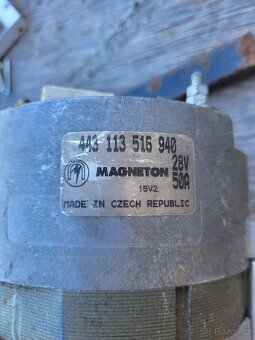 443 113 516 940
MAGNETON 28V
50A
15V2
MADE IN CZECH REPUBLIC